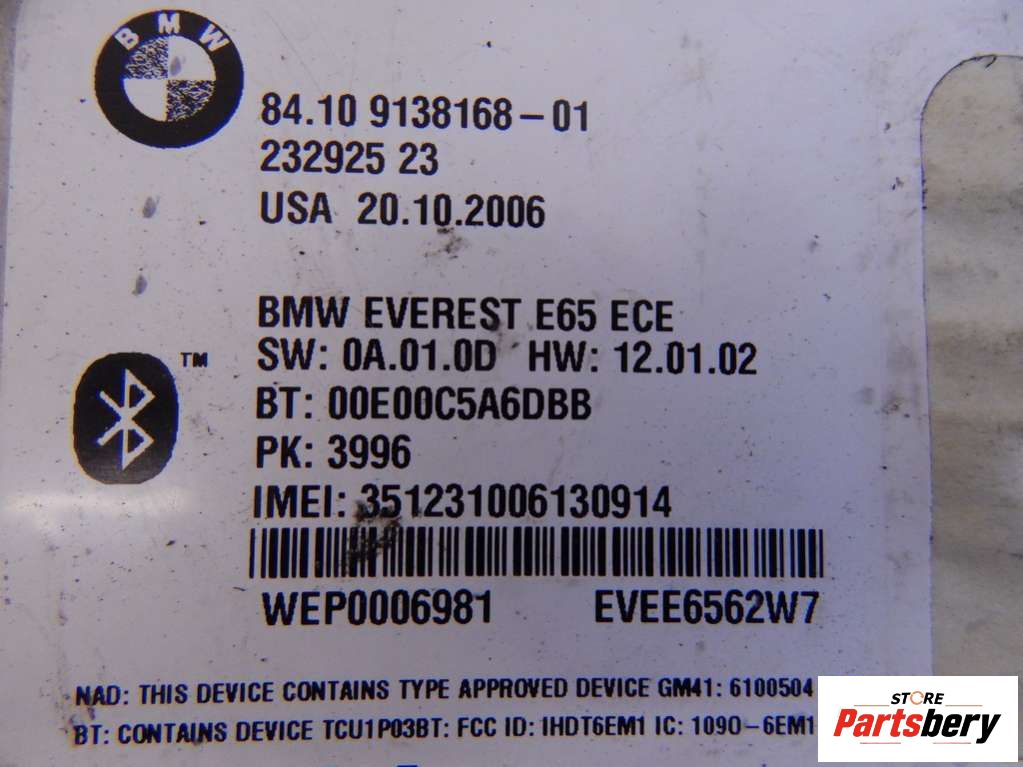 BMW
84.10 9138168-01
232925 23
USA 20.10.2006
BMW EVEREST E65 ECE
SW: 0A.01.0D HW: 12.01.02
™
BT: 00E00C5A6DBB
PK: 3996
IMEI: 351231006130914
WEP0006981 EVEE6562W7
NAD: THIS DEVICE CONTAINS TYPE APPROVED DEVICE GM41: 6100504
BT: CONTAINS DEVICE TCU1P03BT: FCC ID: IHDT6EM1 IC: 1090-6EM1
STORE
Partsbery